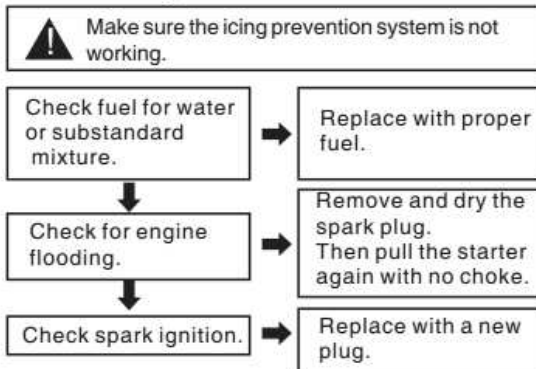 Make sure the icing prevention system is not
working.
Check fuel for water
or substandard
mixture.
Replace with proper
fuel.
Check for engine
flooding.
Remove and dry the
spark plug.
Then pull the starter
again with no choke.
Check spark ignition.
Replace with a new
plug.